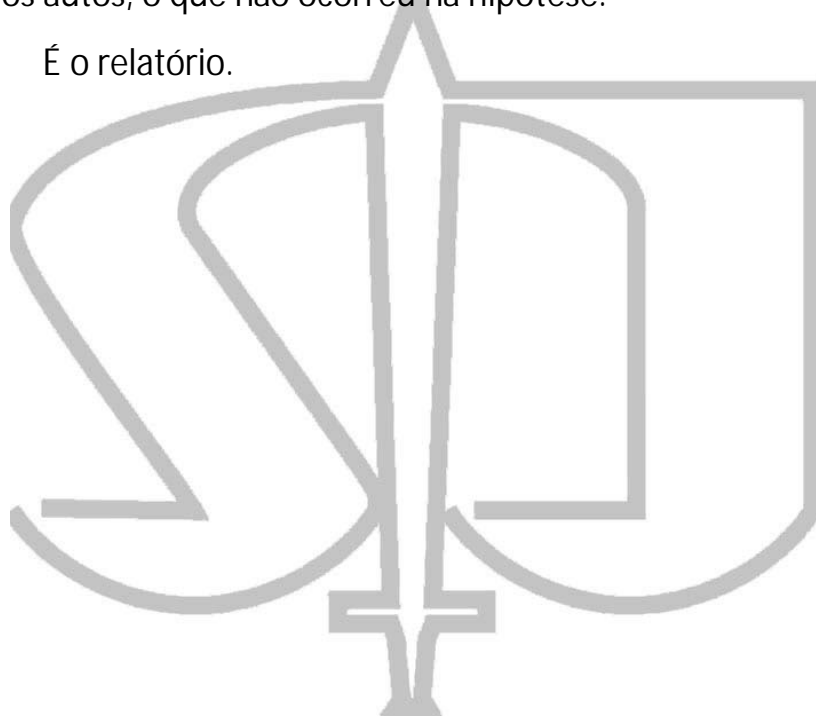 os autos, o que não ocorreu na hipótese.
É o relatório.